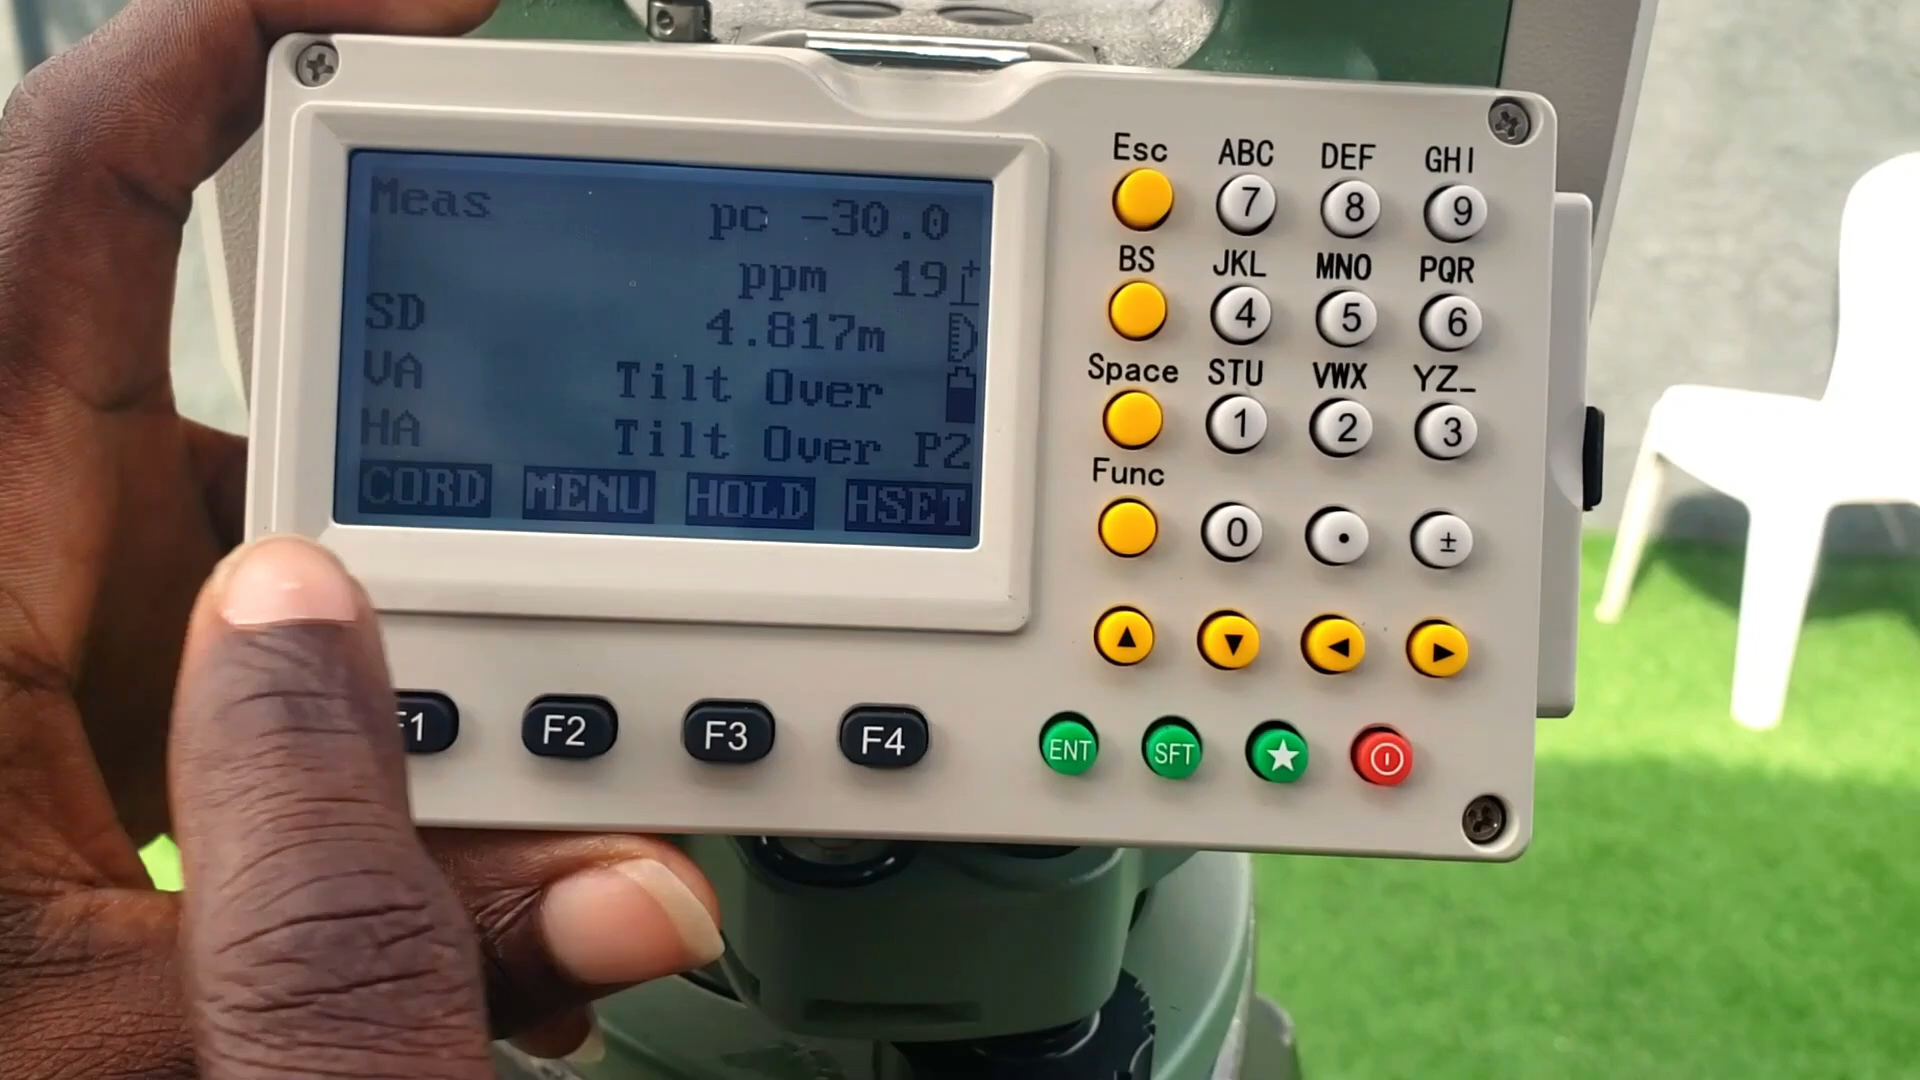 Meas pc -30.0
ppm 19
SD 4.817m
VA Tilt Over
HA Tilt Over P2
CORD MENU HOLD HSET
Esc ABC DEF GHI
7 8 9
BS JKL MNO PQR
4 5 6
Space STU VWX YZ_
1 2 3
Func
0 • ±
▲ ▼ ◀ ▶
F1 F2 F3 F4
ENT SFT ★